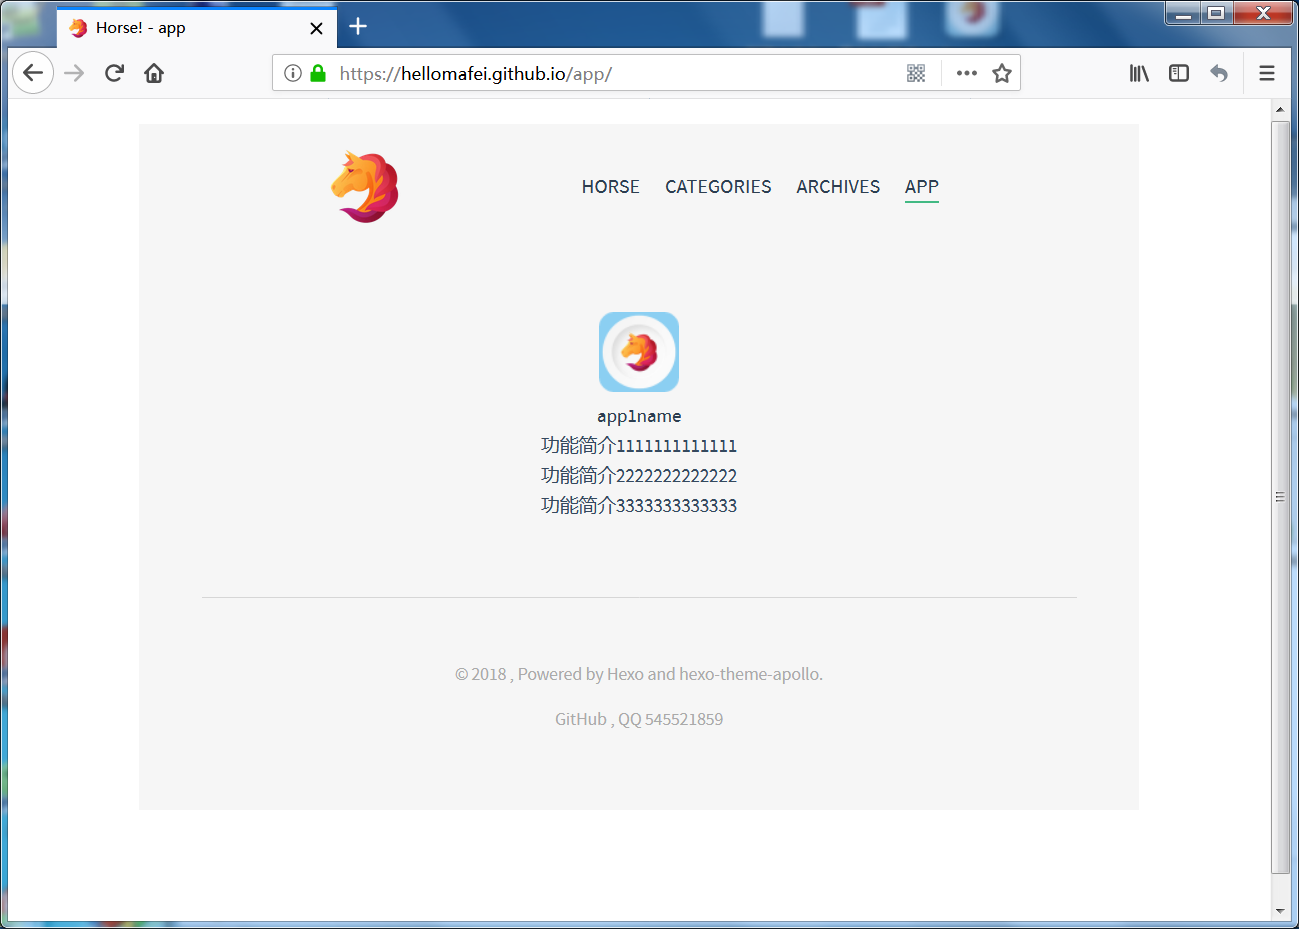 Horse! - app
https://hellomafei.github.io/app/
HORSE CATEGORIES ARCHIVES APP
app1name
功能简介1111111111111
功能简介2222222222222
功能简介3333333333333
© 2018 , Powered by Hexo and hexo-theme-apollo.
GitHub , QQ 545521859